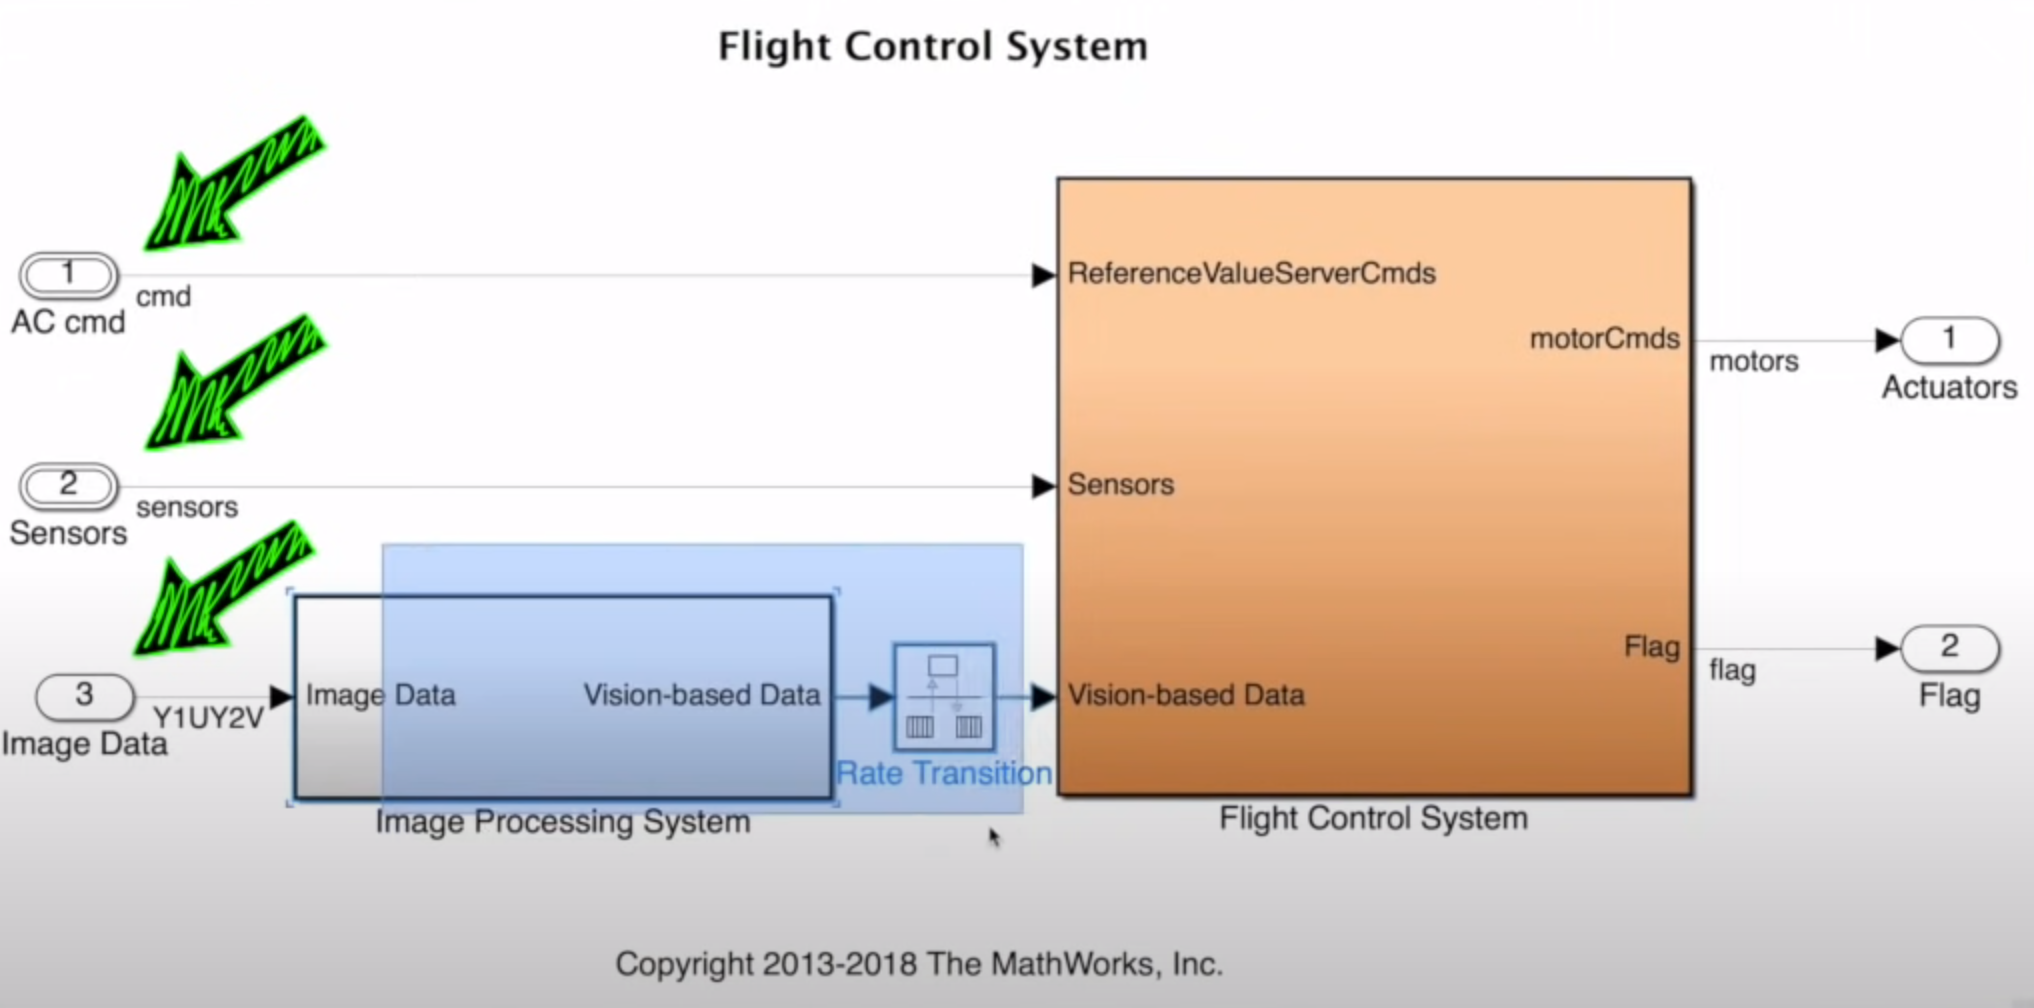 Flight Control System
1
cmd
AC cmd
ReferenceValueServerCmds
motorCmds
motors
1
Actuators
2
sensors
Sensors
Sensors
3
Y1UY2V
Image Data
Image Data
Vision-based Data
Rate Transition
Image Processing System
Vision-based Data
Flag
flag
2
Flag
Flight Control System
Copyright 2013-2018 The MathWorks, Inc.